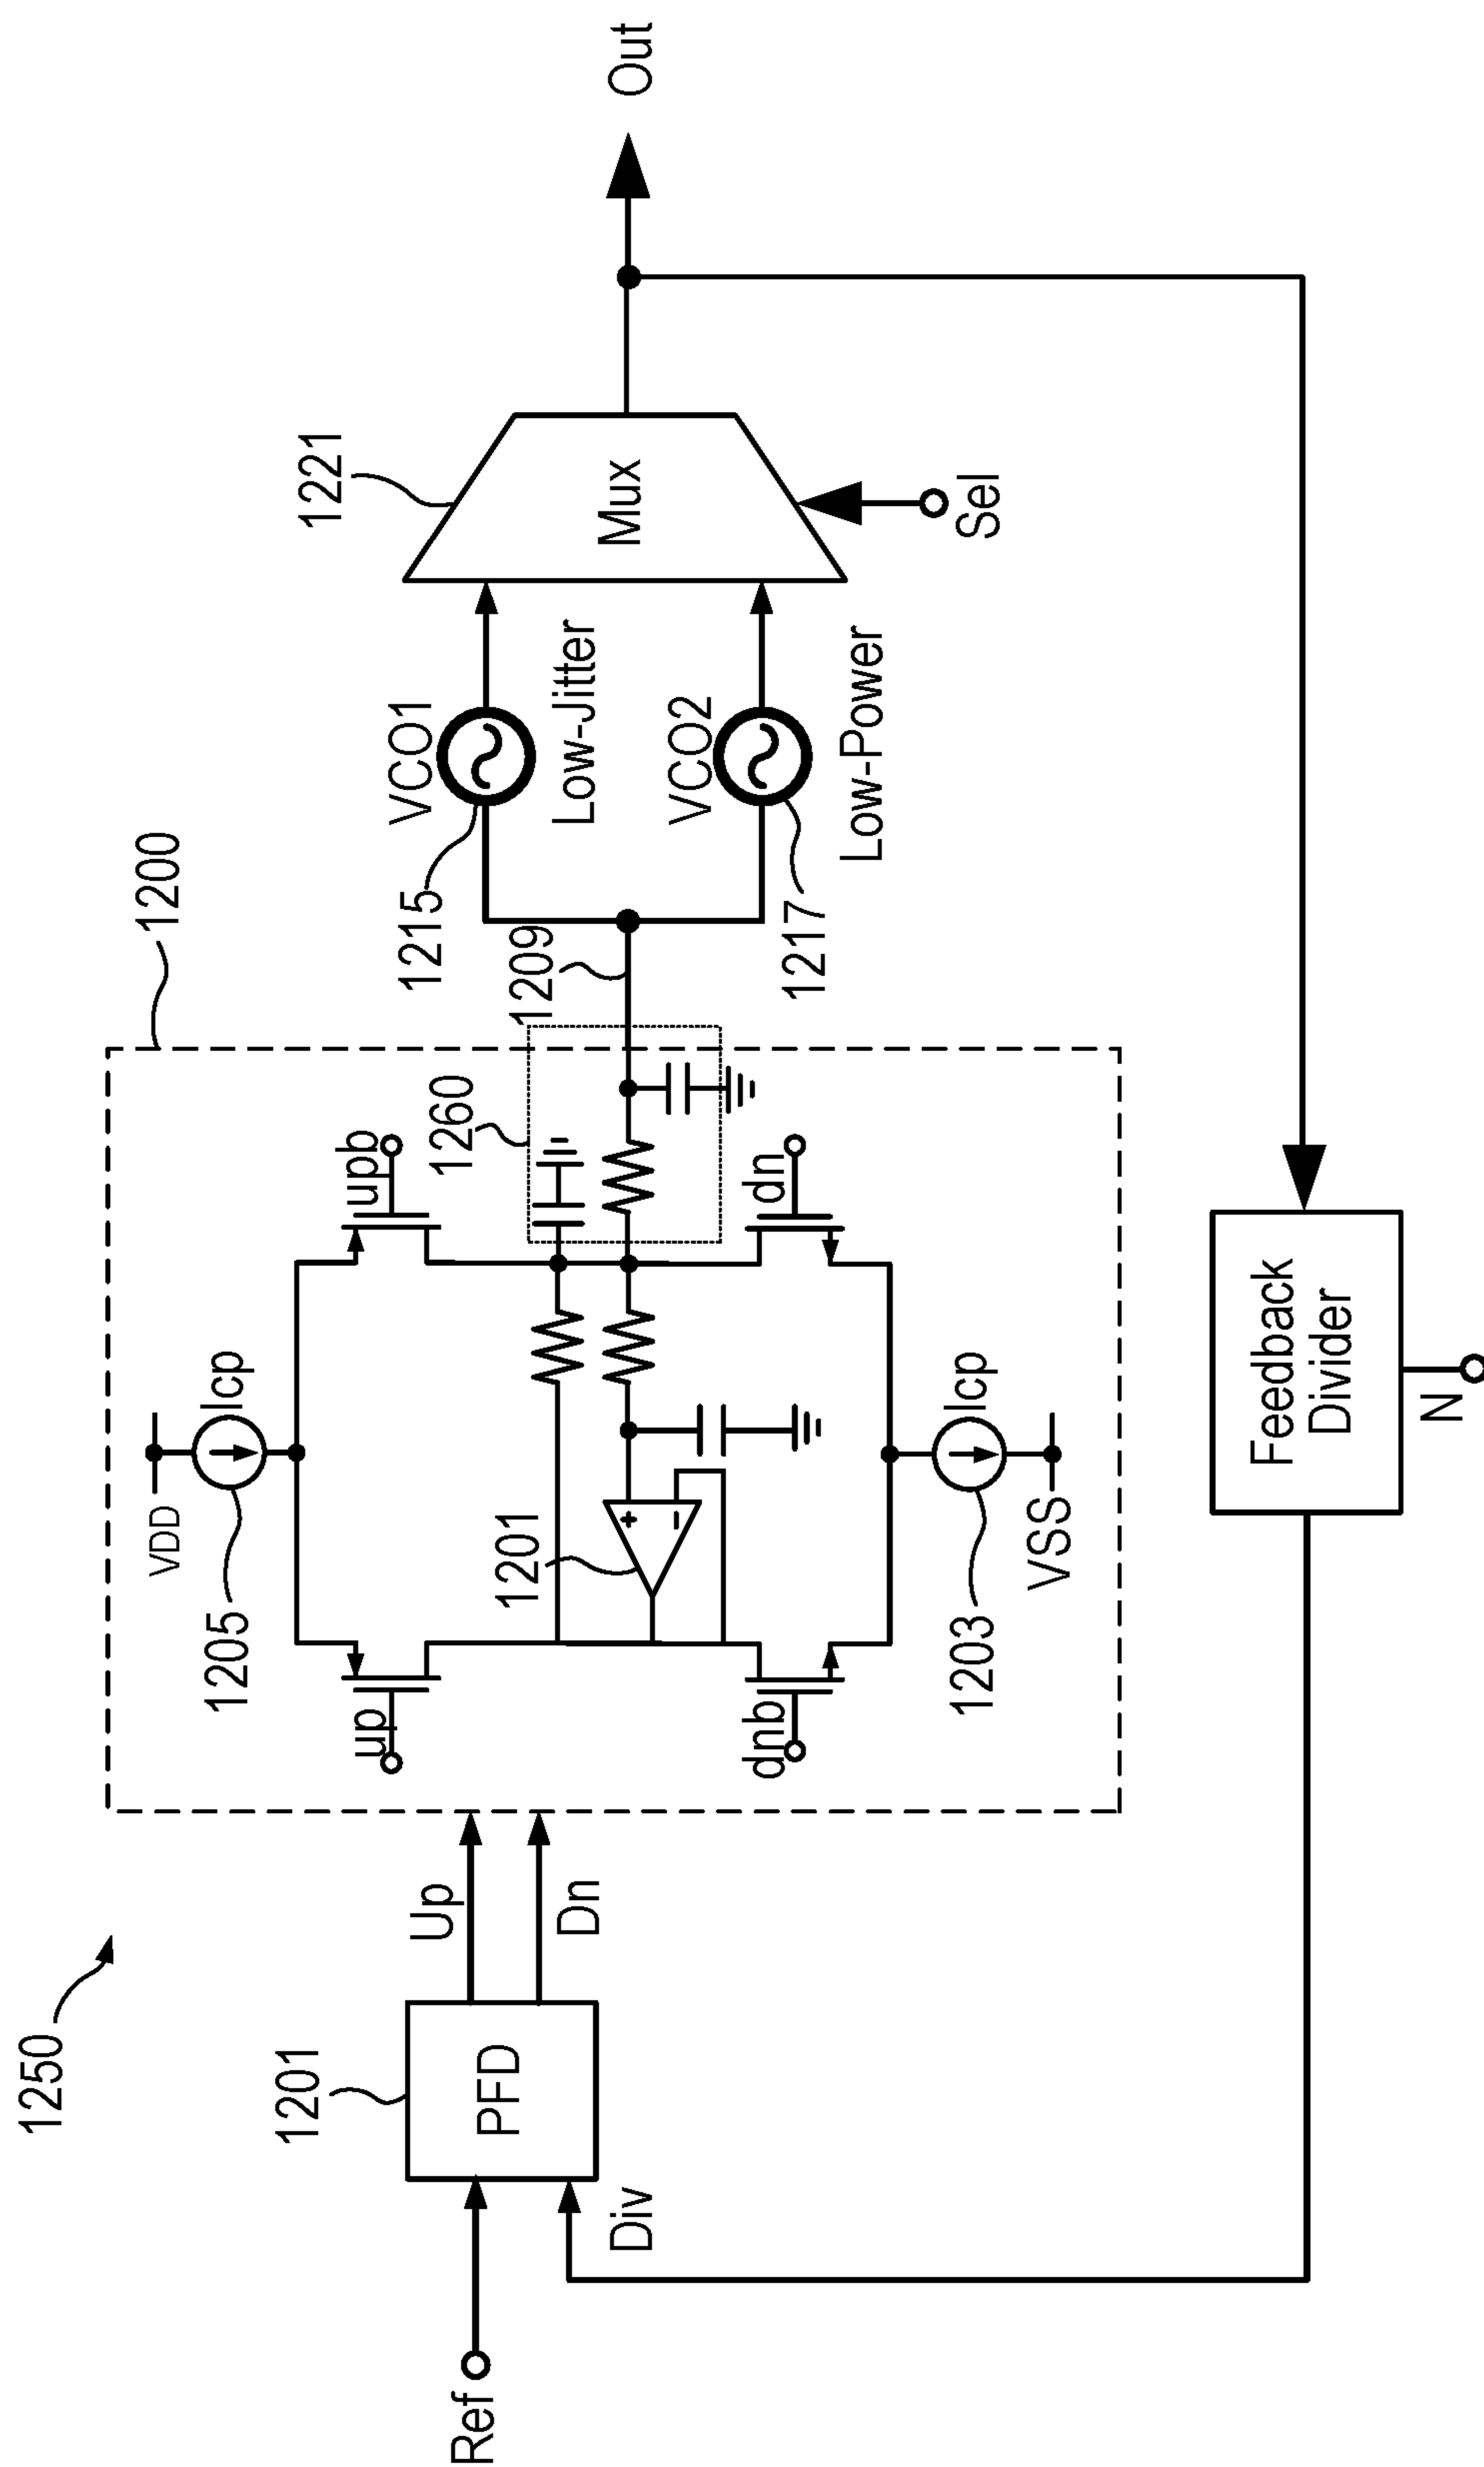 1250
Ref
Div
1201
PFD
Up
Dn
1200
VDD
1205
Icp
up
upb
1201
1260
dnb
dn
1203
Icp
VSS
1209
1215
VCO1
Low-Jitter
1217
VCO2
Low-Power
1221
Mux
Sel
Out
Feedback
Divider
N
+
−